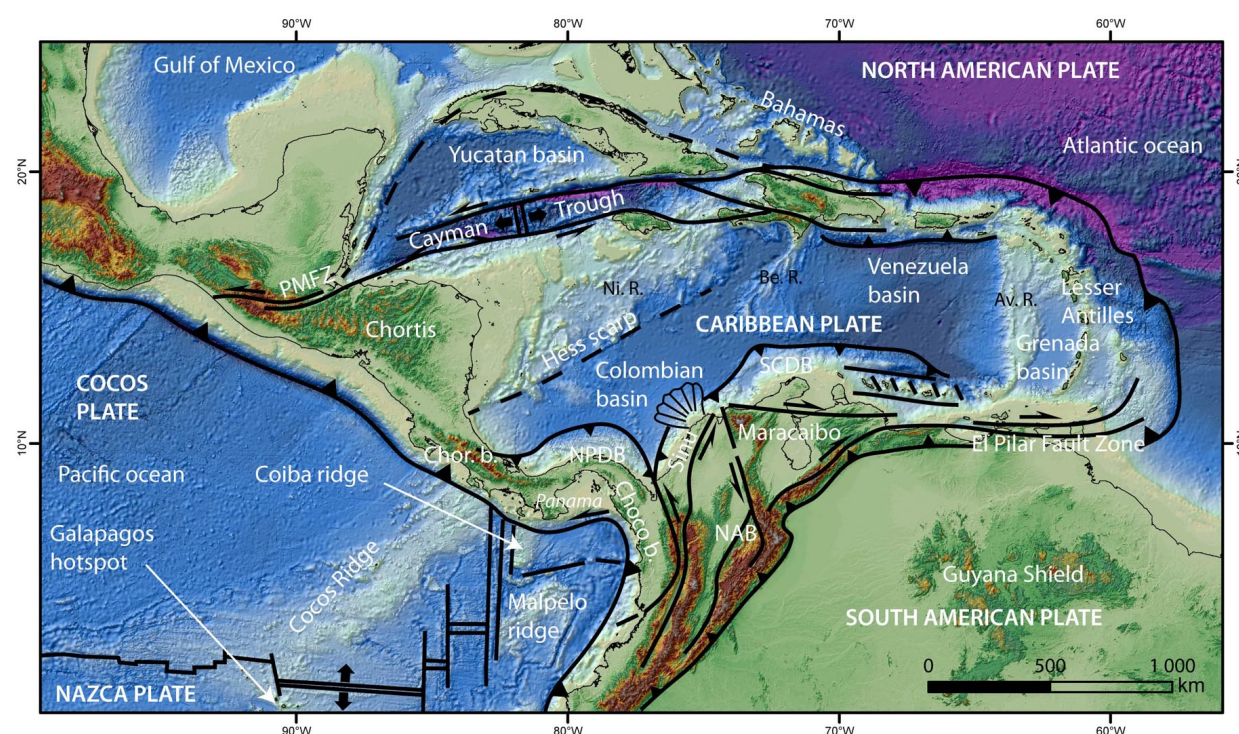 90°W
80°W
70°W
60°W
Gulf of Mexico
NORTH AMERICAN PLATE
Bahamas
Atlantic ocean
20°N
Yucatan basin
Cayman
Trough
PMFZ
Ni. R.
Be. R.
Venezuela
basin
Av. R.
Lesser
Antilles
Chortis
Hess scarp
CARIBBEAN PLATE
Grenada
basin
COCOS
PLATE
Colombian
basin
SCDB
10°N
Chor. b.
NPDB
Sinu
Maracaibo
El Pilar Fault Zone
Pacific ocean
Coiba ridge
Panama
Choco b.
NAB
Galapagos
hotspot
Cocos Ridge
Malpelo
ridge
Guyana Shield
SOUTH AMERICAN PLATE
NAZCA PLATE
0
500
1 000
km
90°W
80°W
70°W
60°W